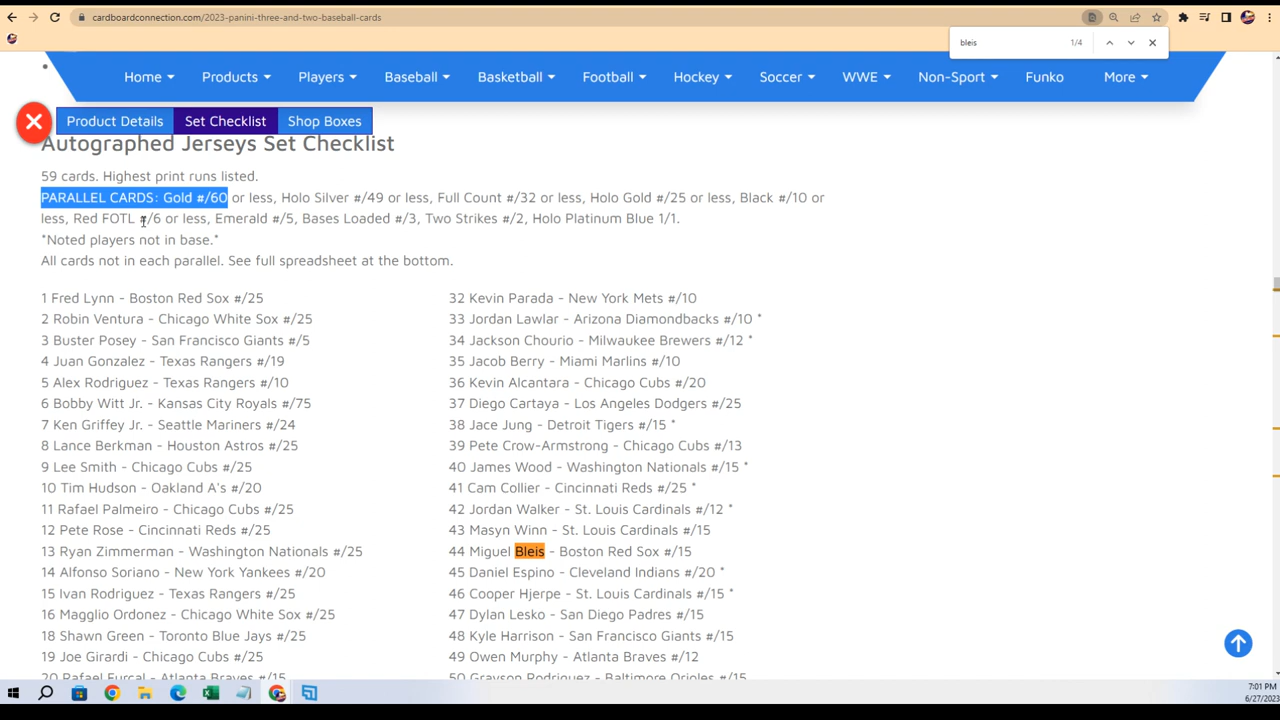 cardboardconnection.com/2023-panini-three-and-two-baseball-cards
bleis 1/4
Home Products Players Baseball Basketball Football Hockey Soccer WWE Non-Sport Funko More
Product Details Set Checklist Shop Boxes
Autographed Jerseys Set Checklist
59 cards. Highest print runs listed.
PARALLEL CARDS: Gold #/60 or less, Holo Silver #/49 or less, Full Count #/32 or less, Holo Gold #/25 or less, Black #/10 or
less, Red FOTL #/6 or less, Emerald #/5, Bases Loaded #/3, Two Strikes #/2, Holo Platinum Blue 1/1.
*Noted players not in base.*
All cards not in each parallel. See full spreadsheet at the bottom.
1 Fred Lynn - Boston Red Sox #/25
2 Robin Ventura - Chicago White Sox #/25
3 Buster Posey - San Francisco Giants #/5
4 Juan Gonzalez - Texas Rangers #/19
5 Alex Rodriguez - Texas Rangers #/10
6 Bobby Witt Jr. - Kansas City Royals #/75
7 Ken Griffey Jr. - Seattle Mariners #/24
8 Lance Berkman - Houston Astros #/25
9 Lee Smith - Chicago Cubs #/25
10 Tim Hudson - Oakland A's #/20
11 Rafael Palmeiro - Chicago Cubs #/25
12 Pete Rose - Cincinnati Reds #/25
13 Ryan Zimmerman - Washington Nationals #/25
14 Alfonso Soriano - New York Yankees #/20
15 Ivan Rodriguez - Texas Rangers #/25
16 Magglio Ordonez - Chicago White Sox #/25
18 Shawn Green - Toronto Blue Jays #/25
19 Joe Girardi - Chicago Cubs #/25
20 Rafael Furcal - Atlanta Braves #/15
32 Kevin Parada - New York Mets #/10
33 Jordan Lawlar - Arizona Diamondbacks #/10 *
34 Jackson Chourio - Milwaukee Brewers #/12 *
35 Jacob Berry - Miami Marlins #/10
36 Kevin Alcantara - Chicago Cubs #/20
37 Diego Cartaya - Los Angeles Dodgers #/25
38 Jace Jung - Detroit Tigers #/15 *
39 Pete Crow-Armstrong - Chicago Cubs #/13
40 James Wood - Washington Nationals #/15 *
41 Cam Collier - Cincinnati Reds #/25 *
42 Jordan Walker - St. Louis Cardinals #/12 *
43 Masyn Winn - St. Louis Cardinals #/15
44 Miguel Bleis - Boston Red Sox #/15
45 Daniel Espino - Cleveland Indians #/20 *
46 Cooper Hjerpe - St. Louis Cardinals #/15 *
47 Dylan Lesko - San Diego Padres #/15
48 Kyle Harrison - San Francisco Giants #/15
49 Owen Murphy - Atlanta Braves #/12
50 Grayson Rodriguez - Baltimore Orioles #/15
7:01 PM
6/27/2023